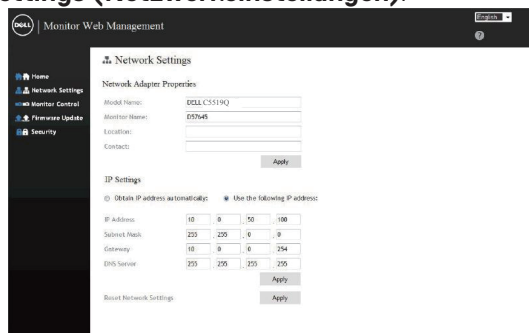 ettings (Netzwerkeinstellungen).
DELL Monitor Web Management
English
?
Home
Network Settings
Monitor Control
Firmware Update
Security
Network Settings
Network Adapter Properties
Model Name: DELL C5519Q
Monitor Name: D57645
Location:
Contact:
Apply
IP Settings
Obtain IP address automatically: Use the following IP address:
IP Address 10 . 0 . 50 . 100
Subnet Mask 255 . 255 . 0 . 0
Gateway 10 . 0 . 0 . 254
DNS Server: 255 . 255 . 255 . 255
Apply
Reset Network Settings Apply